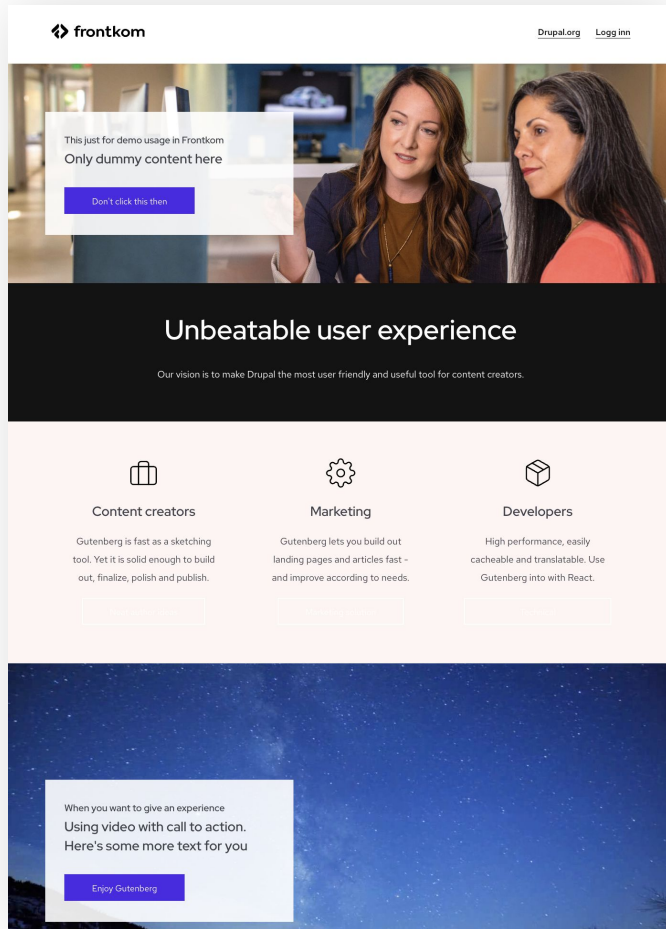 frontkom
Drupal.org Logg inn
This just for demo usage in Frontkom
Only dummy content here
Don't click this then
Unbeatable user experience
Our vision is to make Drupal the most user friendly and useful tool for content creators.
Content creators
Gutenberg is fast as a sketching
tool. Yet it is solid enough to build
out, finalize, polish and publish.
Marketing
Gutenberg lets you build out
landing pages and articles fast –
and improve according to needs.
Developers
High performance, easily
cacheable and translatable. Use
Gutenberg into with React.
When you want to give an experience
Using video with call to action.
Here's some more text for you
Enjoy Gutenberg